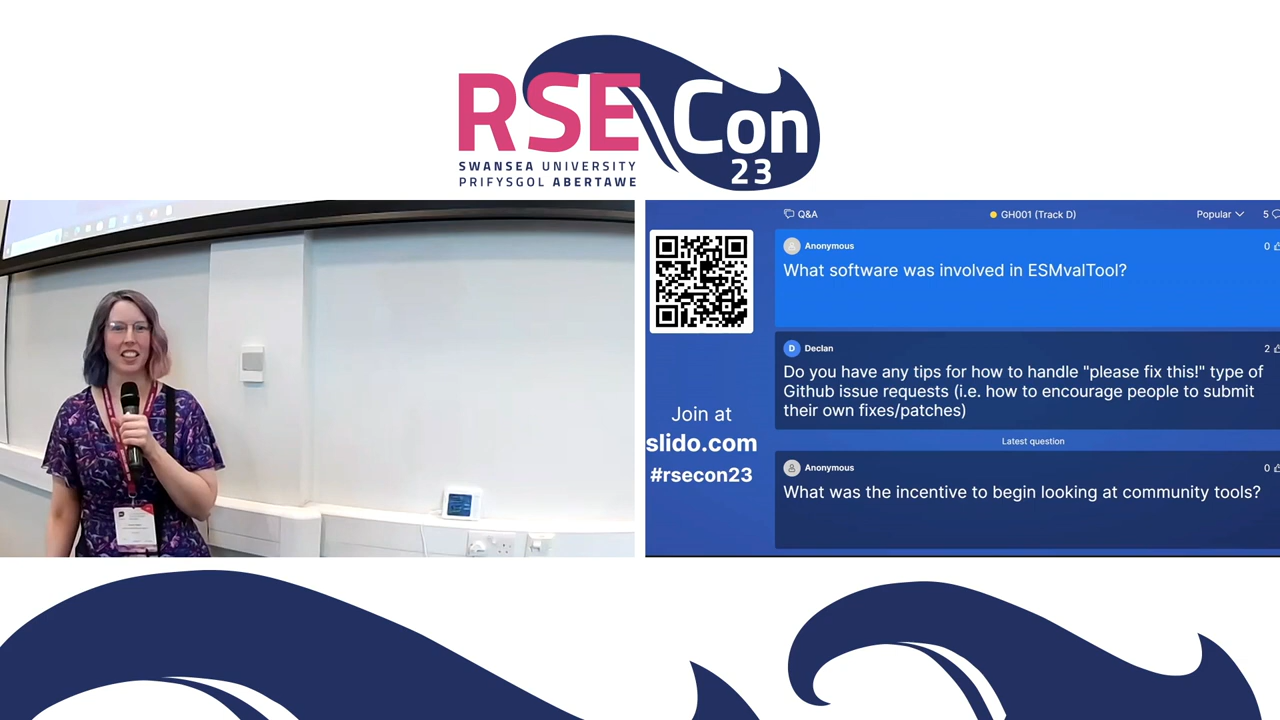 RSE Con
23
SWANSEA UNIVERSITY
PRIFYSGOL ABERTAWE
Q&A
GH001 (Track D)
Popular
5
Anonymous
0
What software was involved in ESMvalTool?
D
Declan
2
Do you have any tips for how to handle "please fix this!" type of
Github issue requests (i.e. how to encourage people to submit
their own fixes/patches)
Latest question
Anonymous
0
What was the incentive to begin looking at community tools?
Join at
slido.com
#rsecon23